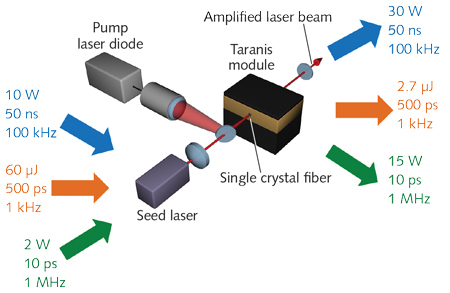 Pump
laser diode
Amplified laser beam
Taranis
module
30 W
50 ns
100 kHz
10 W
50 ns
100 kHz
2.7 µJ
500 ps
1 kHz
60 µJ
500 ps
1 kHz
Single crystal fiber
15 W
10 ps
1 MHz
Seed laser
2 W
10 ps
1 MHz